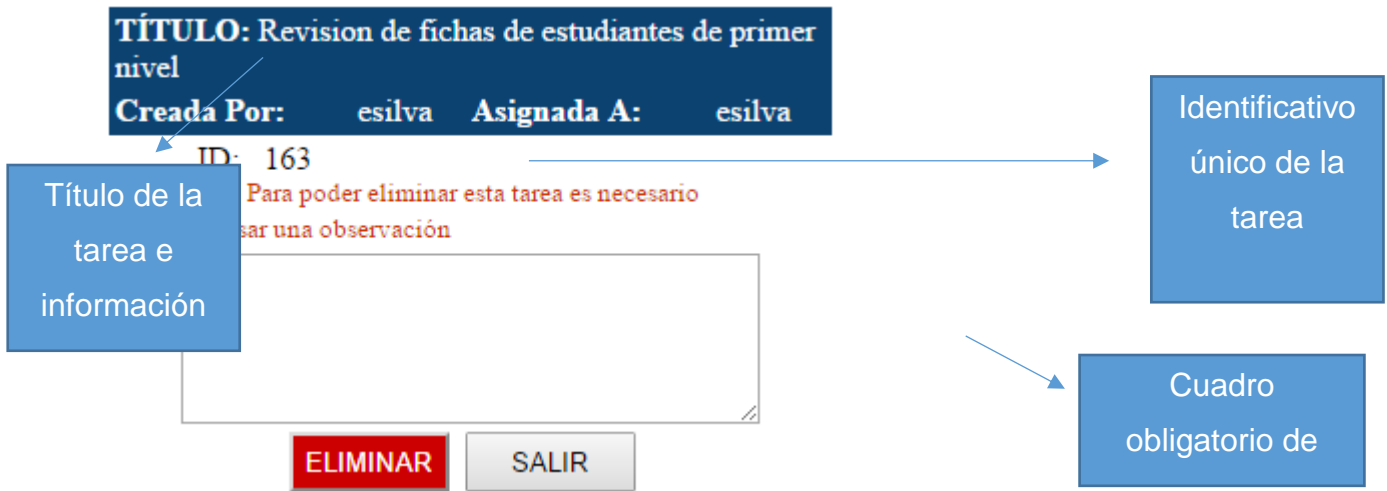 TÍTULO: Revision de fichas de estudiantes de primer
nivel
Creada Por: esilva Asignada A: esilva
ID: 163
Para poder eliminar esta tarea es necesario
una observación
ELIMINAR SALIR
Título de la
tarea e
información
Identificativo
único de la
tarea
Cuadro
obligatorio de